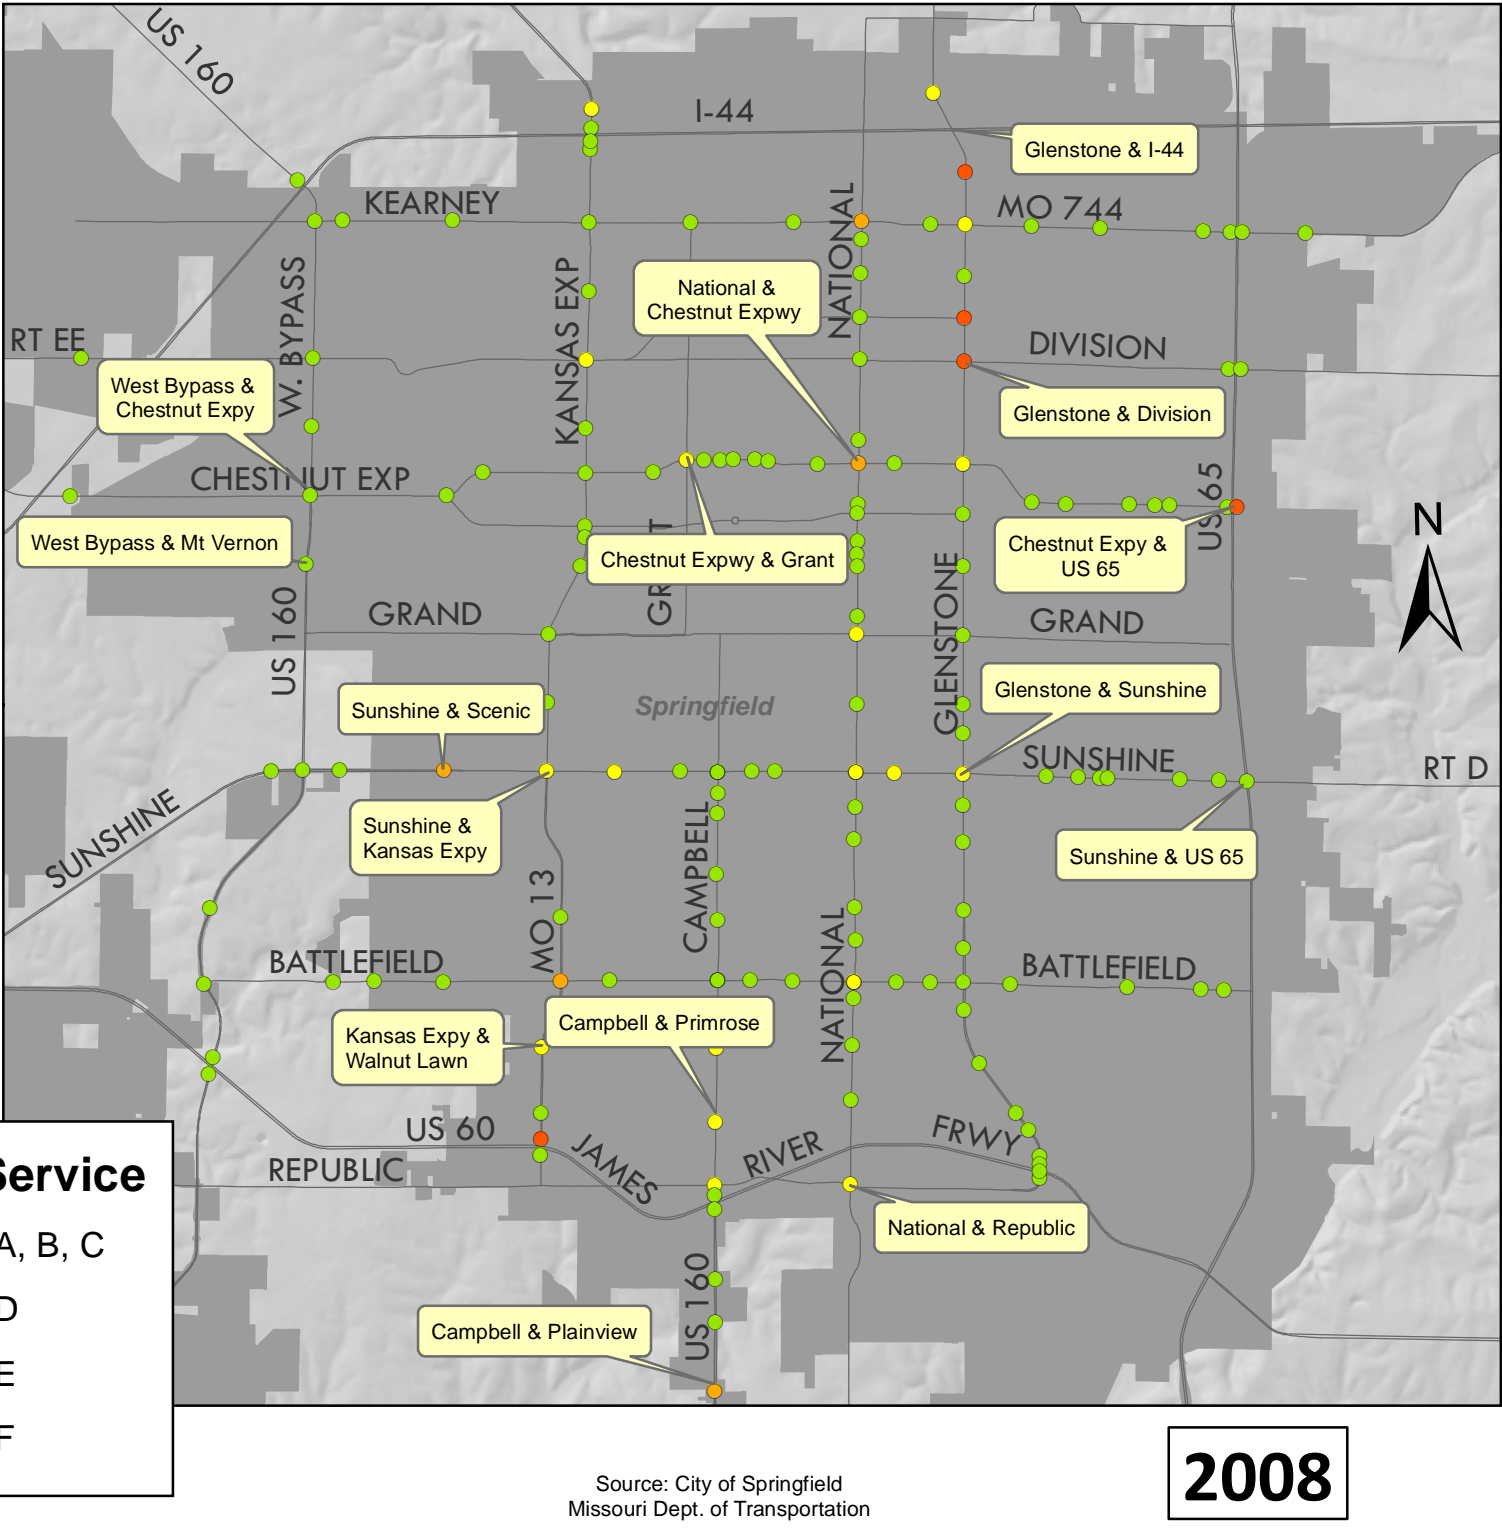 US 160
I-44
Glenstone & I-44
KEARNEY
MO 744
NATIONAL
W. BYPASS
KANSAS EXP
National &
Chestnut Expwy
RT EE
DIVISION
West Bypass &
Chestnut Expy
Glenstone & Division
CHESTNUT EXP
US 65
N
West Bypass & Mt Vernon
Chestnut Expwy & Grant
Chestnut Expy &
US 65
GLENSTONE
US 160
GRAND
GRAND
Glenstone & Sunshine
Sunshine & Scenic
Springfield
SUNSHINE
RT D
SUNSHINE
Sunshine &
Kansas Expy
CAMPBELL
Sunshine & US 65
MO 13
NATIONAL
BATTLEFIELD
BATTLEFIELD
Kansas Expy &
Walnut Lawn
Campbell & Primrose
US 60
JAMES
RIVER
FRWY
REPUBLIC
National & Republic
US 160
Campbell & Plainview
Service
A, B, C
D
E
F
2008
Source: City of Springfield
Missouri Dept. of Transportation